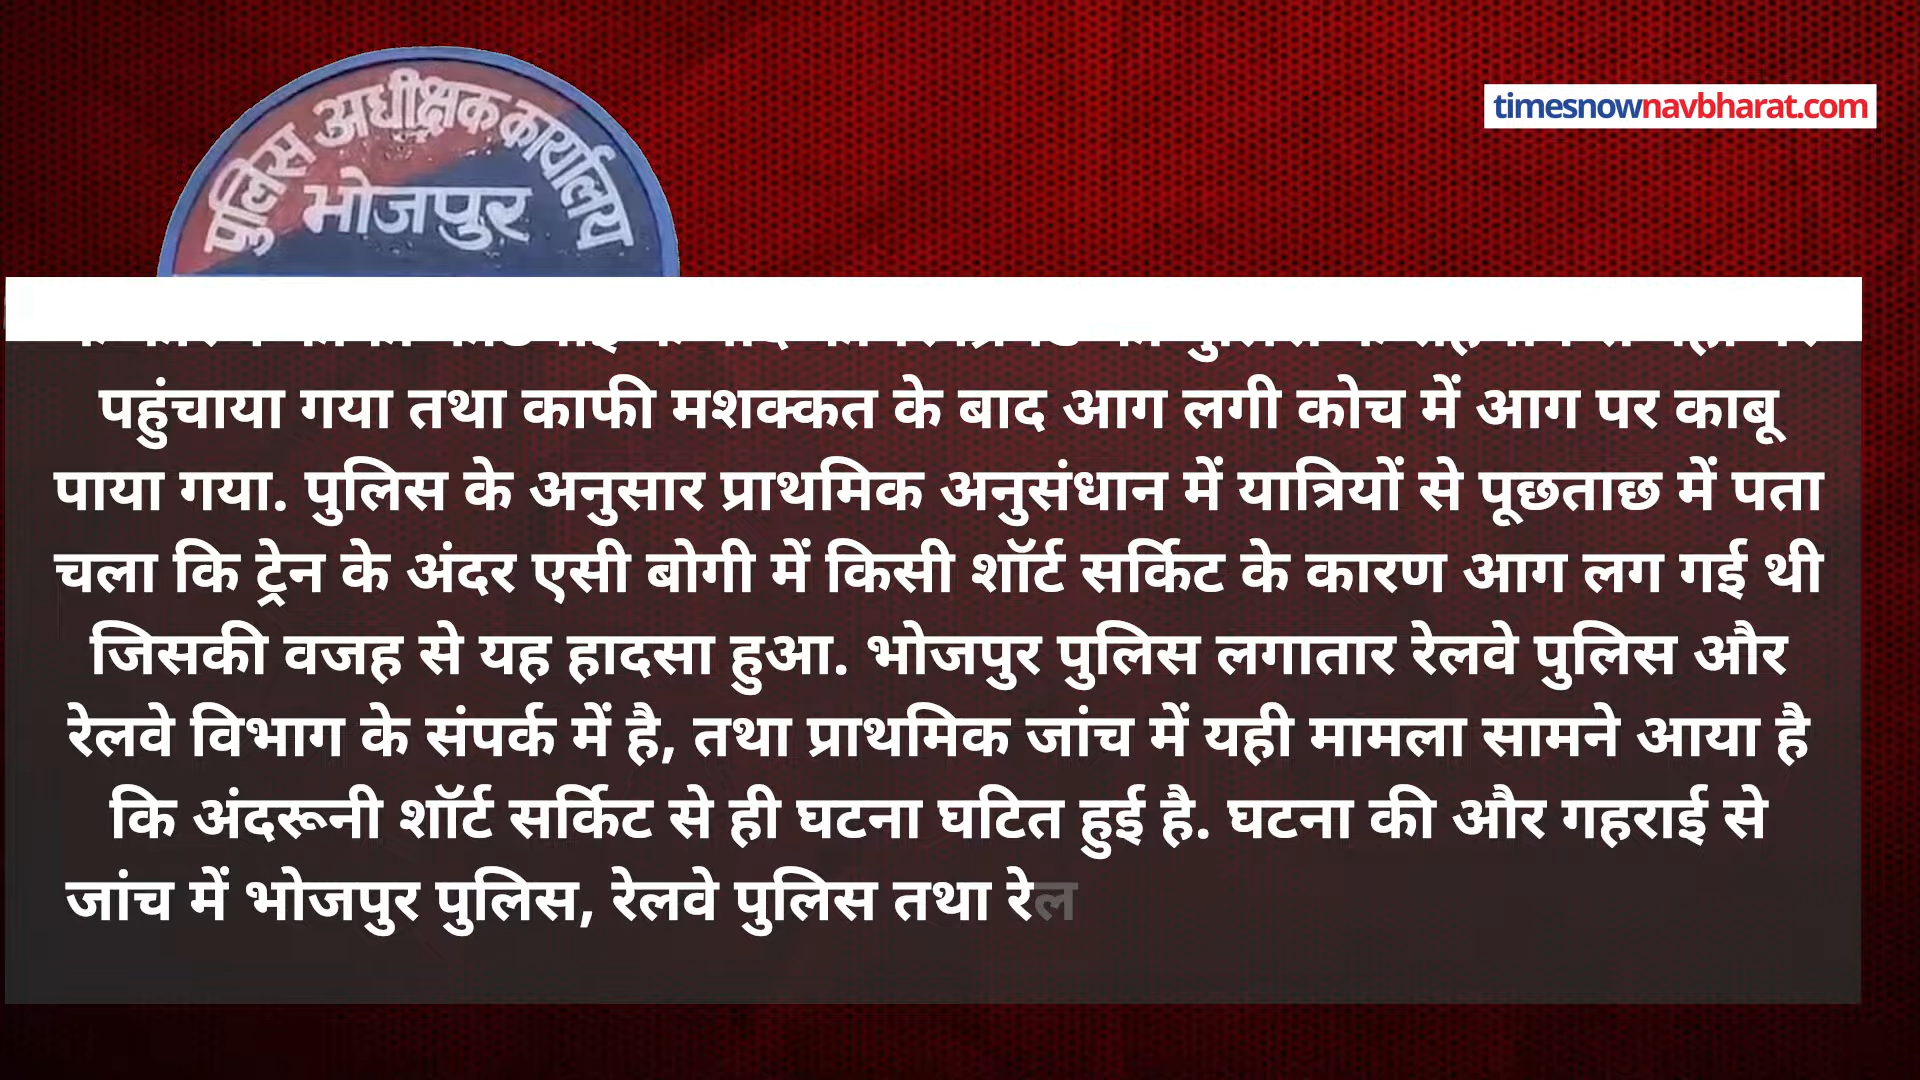 पुलिस अधीक्षक कार्यालय
भोजपुर
timesnownavbharat.com
पहुंचाया गया तथा काफी मशक्कत के बाद आग लगी कोच में आग पर काबू
पाया गया. पुलिस के अनुसार प्राथमिक अनुसंधान में यात्रियों से पूछताछ में पता
चला कि ट्रेन के अंदर एसी बोगी में किसी शॉर्ट सर्किट के कारण आग लग गई थी
जिसकी वजह से यह हादसा हुआ. भोजपुर पुलिस लगातार रेलवे पुलिस और
रेलवे विभाग के संपर्क में है, तथा प्राथमिक जांच में यही मामला सामने आया है
कि अंदरूनी शॉर्ट सर्किट से ही घटना घटित हुई है. घटना की और गहराई से
जांच में भोजपुर पुलिस, रेलवे पुलिस तथा रेल